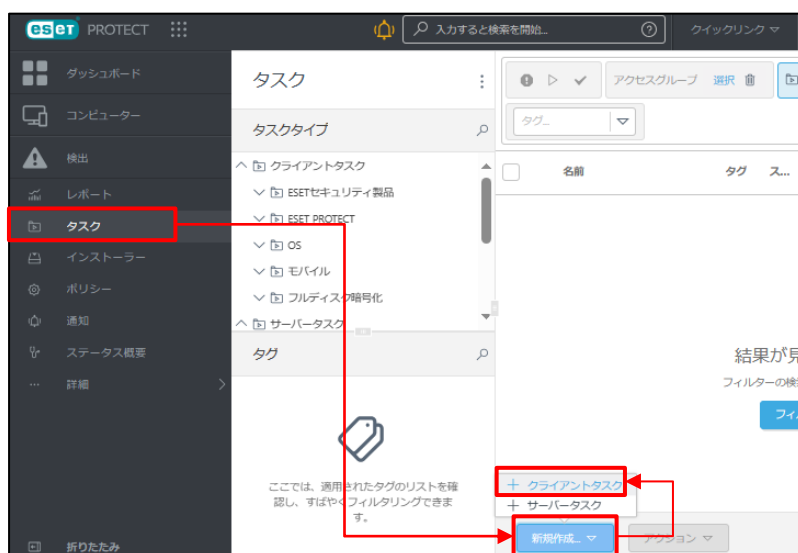 eset PROTECT
入力すると検索を開始...
クイックリンク
ダッシュボード
コンピューター
検出
レポート
タスク
インストーラー
ポリシー
通知
ステータス概要
詳細
折りたたみ
タスク
タスクタイプ
クライアントタスク
ESETセキュリティ製品
ESET PROTECT
OS
モバイル
フルディスク暗号化
サーバータスク
タグ
ここでは、適用されたタグのリストを確
認し、すばやくフィルタリングできま
す。
アクセスグループ 選択
タグ...
名前 タグ ス...
結果が見
フィルターの検
フィル
クライアントタスク
サーバータスク
新規作成...
アクション